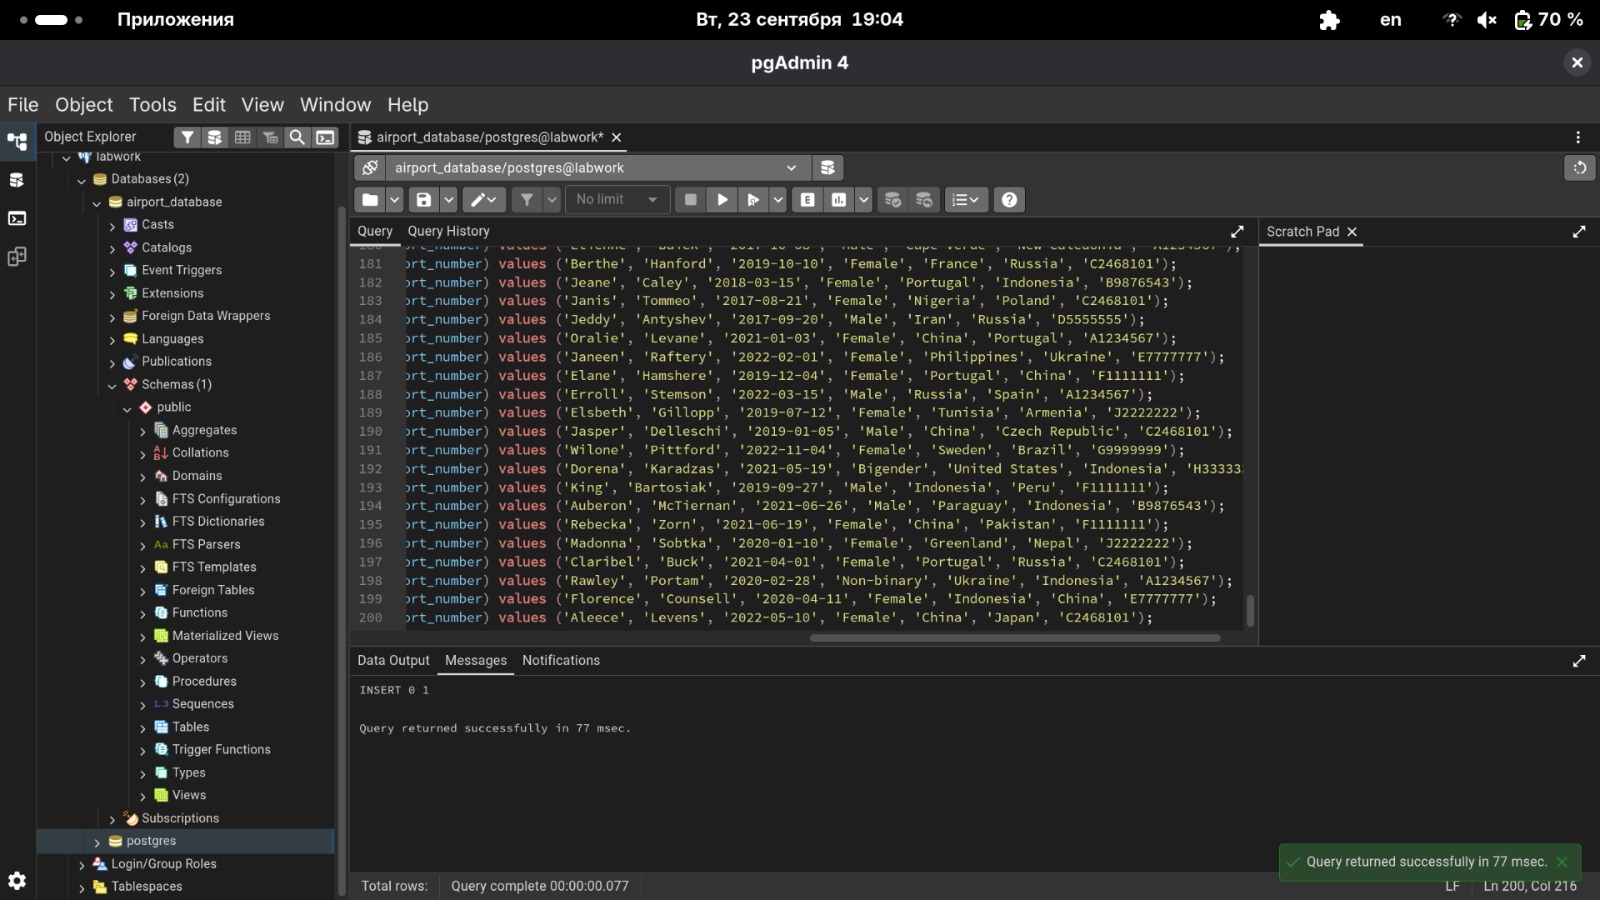 Приложения
Вт, 23 сентября 19:04
en
70 %
pgAdmin 4
File Object Tools Edit View Window Help
Object Explorer
labwork
Databases (2)
airport_database
Casts
Catalogs
Event Triggers
Extensions
Foreign Data Wrappers
Languages
Publications
Schemas (1)
public
Aggregates
Collations
Domains
FTS Configurations
FTS Dictionaries
FTS Parsers
FTS Templates
Foreign Tables
Functions
Materialized Views
Operators
Procedures
1..3 Sequences
Tables
Trigger Functions
Types
Views
Subscriptions
postgres
Login/Group Roles
Tablespaces
airport_database/postgres@labwork*
airport_database/postgres@labwork
No limit
Query Query History
Scratch Pad
181 ort_number) values ('Berthe', 'Hanford', '2019-10-10', 'Female', 'France', 'Russia', 'C2468101');
182 ort_number) values ('Jeane', 'Caley', '2018-03-15', 'Female', 'Portugal', 'Indonesia', 'B9876543');
183 ort_number) values ('Janis', 'Tommeo', '2017-08-21', 'Female', 'Nigeria', 'Poland', 'C2468101');
184 ort_number) values ('Jeddy', 'Antyshev', '2017-09-20', 'Male', 'Iran', 'Russia', 'D5555555');
185 ort_number) values ('Oralie', 'Levane', '2021-01-03', 'Female', 'China', 'Portugal', 'A1234567');
186 ort_number) values ('Janeen', 'Raftery', '2022-02-01', 'Female', 'Philippines', 'Ukraine', 'E7777777');
187 ort_number) values ('Elane', 'Hamshere', '2019-12-04', 'Female', 'Portugal', 'China', 'F1111111');
188 ort_number) values ('Erroll', 'Stemson', '2022-03-15', 'Male', 'Russia', 'Spain', 'A1234567');
189 ort_number) values ('Elsbeth', 'Gillopp', '2019-07-12', 'Female', 'Tunisia', 'Armenia', 'J2222222');
190 ort_number) values ('Jasper', 'Delleschi', '2019-01-05', 'Male', 'China', 'Czech Republic', 'C2468101');
191 ort_number) values ('Wilone', 'Pittford', '2022-11-04', 'Female', 'Sweden', 'Brazil', 'G9999999');
192 ort_number) values ('Dorena', 'Karadzas', '2021-05-19', 'Bigender', 'United States', 'Indonesia', 'H33333
193 ort_number) values ('King', 'Bartosiak', '2019-09-27', 'Male', 'Indonesia', 'Peru', 'F1111111');
194 ort_number) values ('Auberon', 'McTiernan', '2021-06-26', 'Male', 'Paraguay', 'Indonesia', 'B9876543');
195 ort_number) values ('Rebecka', 'Zorn', '2021-06-19', 'Female', 'China', 'Pakistan', 'F1111111');
196 ort_number) values ('Madonna', 'Sobtka', '2020-01-10', 'Female', 'Greenland', 'Nepal', 'J2222222');
197 ort_number) values ('Claribel', 'Buck', '2021-04-01', 'Female', 'Portugal', 'Russia', 'C2468101');
198 ort_number) values ('Rawley', 'Portam', '2020-02-28', 'Non-binary', 'Ukraine', 'Indonesia', 'A1234567');
199 ort_number) values ('Florence', 'Counsell', '2020-04-11', 'Female', 'Indonesia', 'China', 'E7777777');
200 ort_number) values ('Aleece', 'Levens', '2022-05-10', 'Female', 'China', 'Japan', 'C2468101');
Data Output Messages Notifications
INSERT 0 1
Query returned successfully in 77 msec.
Query returned successfully in 77 msec.
Total rows: Query complete 00:00:00.077
LF Ln 200, Col 216